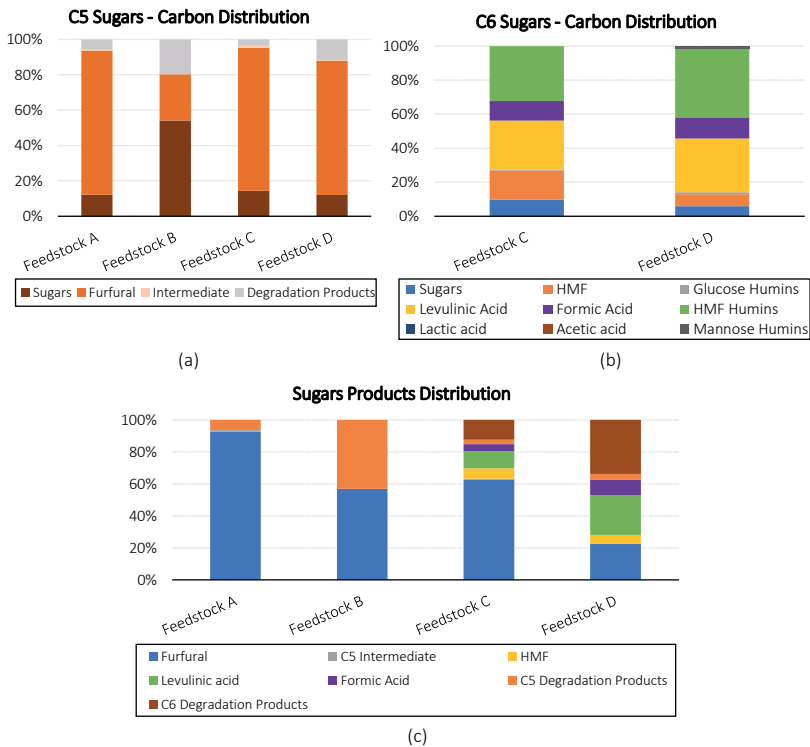 C5 Sugars - Carbon Distribution
100%
80%
60%
40%
20%
0%
Feedstock A
Feedstock B
Feedstock C
Feedstock D
Sugars Furfural Intermediate Degradation Products
(a)
C6 Sugars - Carbon Distribution
100%
80%
60%
40%
20%
0%
Feedstock C
Feedstock D
Sugars HMF Glucose Humins
Levulinic Acid Formic Acid HMF Humins
Lactic acid Acetic acid Mannose Humins
(b)
Sugars Products Distribution
100%
80%
60%
40%
20%
0%
Feedstock A
Feedstock B
Feedstock C
Feedstock D
Furfural C5 Intermediate HMF
Levulinic acid Formic Acid C5 Degradation Products
C6 Degradation Products
(c)